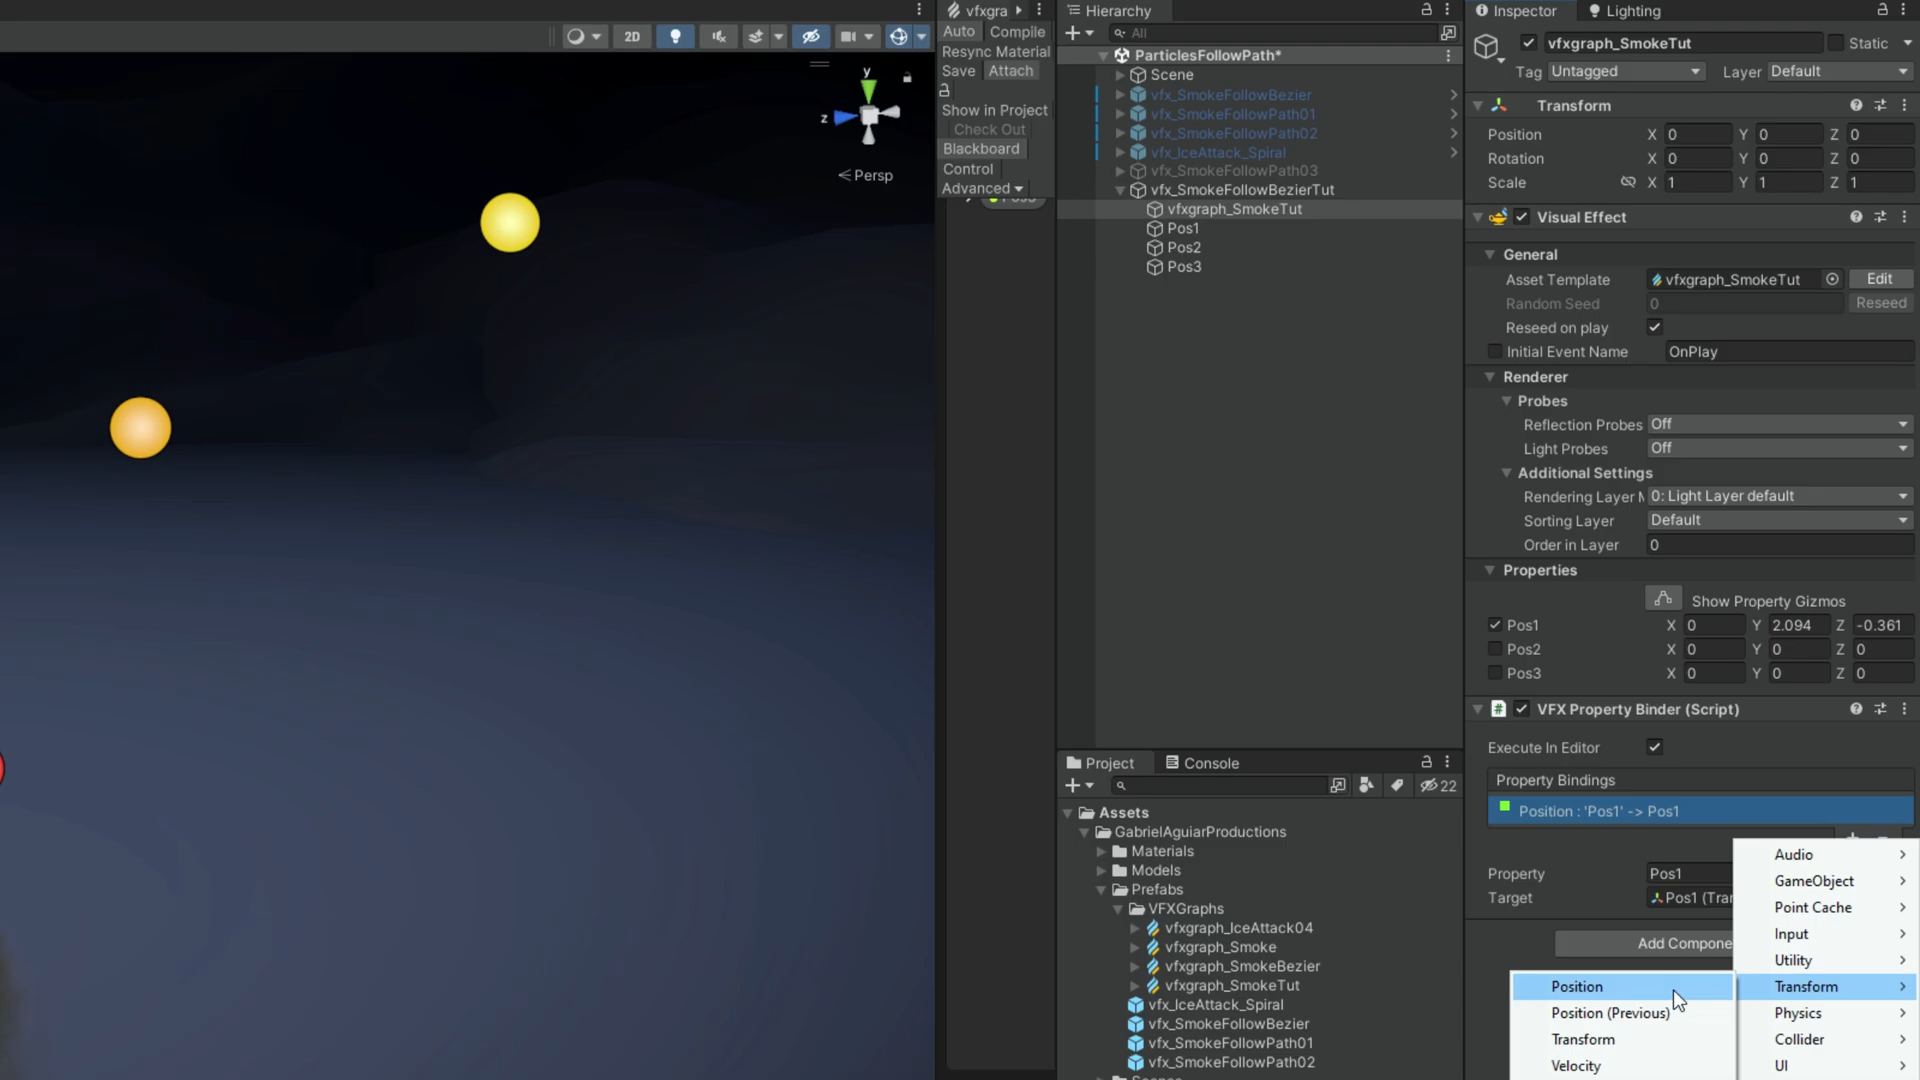 2D
y
z
Persp
vfxgra
Auto Compile
Resync Material
Save Attach
Show in Project
Check Out
Blackboard
Control
Advanced
Hierarchy
All
ParticlesFollowPath*
Scene
vfx_SmokeFollowBezier
vfx_SmokeFollowPath01
vfx_SmokeFollowPath02
vfx_IceAttack_Spiral
vfx_SmokeFollowPath03
vfx_SmokeFollowBezierTut
vfxgraph_SmokeTut
Pos1
Pos2
Pos3
Project Console
22
Assets
GabrielAguiarProductions
Materials
Models
Prefabs
VFXGraphs
vfxgraph_IceAttack04
vfxgraph_Smoke
vfxgraph_SmokeBezier
vfxgraph_SmokeTut
vfx_IceAttack_Spiral
vfx_SmokeFollowBezier
vfx_SmokeFollowPath01
vfx_SmokeFollowPath02
Inspector Lighting
vfxgraph_SmokeTut Static
Tag Untagged Layer Default
Transform
Position X 0 Y 0 Z 0
Rotation X 0 Y 0 Z 0
Scale X 1 Y 1 Z 1
Visual Effect
General
Asset Template vfxgraph_SmokeTut Edit
Random Seed 0 Reseed
Reseed on play
Initial Event Name OnPlay
Renderer
Probes
Reflection Probes Off
Light Probes Off
Additional Settings
Rendering Layer M 0: Light Layer default
Sorting Layer Default
Order in Layer 0
Properties
Show Property Gizmos
Pos1 X 0 Y 2.094 Z -0.361
Pos2 X 0 Y 0 Z 0
Pos3 X 0 Y 0 Z 0
# VFX Property Binder (Script)
Execute In Editor
Property Bindings
Position : 'Pos1' -> Pos1
Property Pos1
Target Pos1 (Tran
Add Compone
Audio
GameObject
Point Cache
Input
Utility
Transform
Physics
Collider
UI
Position
Position (Previous)
Transform
Velocity